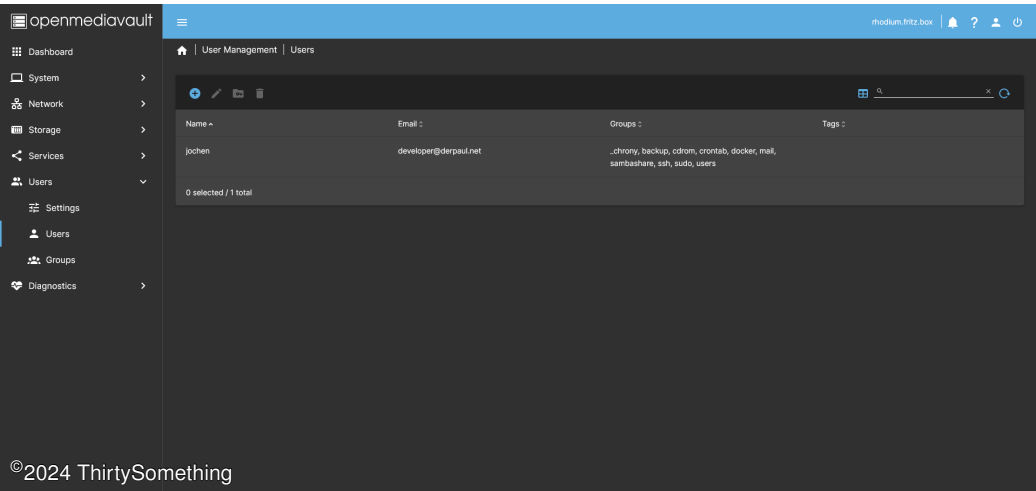 openmediavault
rhodium.fritz.box
Dashboard
System
Network
Storage
Services
Users
Settings
Users
Groups
Diagnostics
User Management | Users
Name Email Groups Tags
jochen developer@derpaul.net _chrony, backup, cdrom, crontab, docker, mail,
sambashare, ssh, sudo, users
0 selected / 1 total
©2024 ThirtySomething